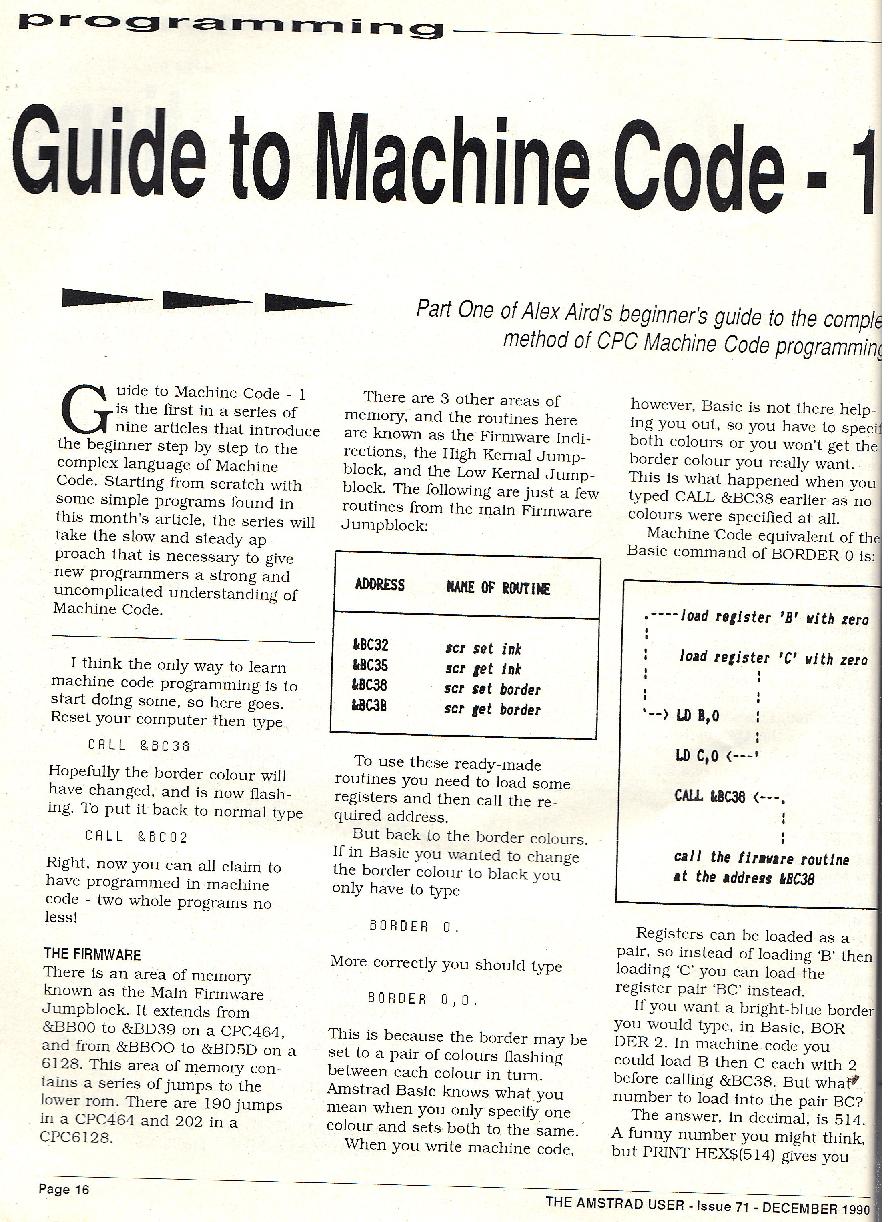 programming
Guide to Machine Code - 1
Part One of Alex Aird's beginner's guide to the comple
method of CPC Machine Code programming
Guide to Machine Code - 1
is the first in a series of
nine articles that introduce
the beginner step by step to the
complex language of Machine
Code. Starting from scratch with
some simple programs found in
this month's article, the series will
take the slow and steady ap
proach that is necessary to give
new programmers a strong and
uncomplicated understanding of
Machine Code.
I think the only way to learn
machine code programming is to
start doing some, so here goes.
Reset your computer then type
CALL &BC38
Hopefully the border colour will
have changed, and is now flash-
ing. To put it back to normal type
CALL &BC02
Right, now you can all claim to
have programmed in machine
code - two whole programs no
less!
THE FIRMWARE
There is an area of memory
known as the Main Firmware
Jumpblock. It extends from
&BB00 to &BD39 on a CPC464,
and from &BB00 to &BD5D on a
6128. This area of memory con-
tains a series of jumps to the
lower rom. There are 190 jumps
in a CPC464 and 202 in a
CPC6128.
There are 3 other areas of
memory, and the routines here
are known as the Firmware Indi-
rections, the High Kernal Jump-
block, and the Low Kernal Jump-
block. The following are just a few
routines from the main Firmware
Jumpblock:
ADDRESS NAME OF ROUTINE
&BC32 scr set ink
&BC35 scr get ink
&BC38 scr set border
&BC3B scr get border
To use these ready-made
routines you need to load some
registers and then call the re-
quired address.
But back to the border colours.
If in Basic you wanted to change
the border colour to black you
only have to type
BORDER 0.
More correctly you should type
BORDER 0,0.
This is because the border may be
set to a pair of colours flashing
between each colour in turn.
Amstrad Basic knows what you
mean when you only specify one
colour and sets both to the same.
When you write machine code,
however, Basic is not there help-
ing you out, so you have to specif
both colours or you won't get the
border colour you really want.
This is what happened when you
typed CALL &BC38 earlier as no
colours were specified at all.
Machine Code equivalent of the
Basic command of BORDER 0 is:
.----load register 'B' with zero
¦
¦ load register 'C' with zero
¦ ¦
¦ ¦
'--> LD B,0 ¦
¦
LD C,0 <---'
CALL &BC38 <---.
¦
¦
call the firmware routine
at the address &BC38
Registers can be loaded as a
pair, so instead of loading 'B' then
loading 'C' you can load the
register pair 'BC' instead.
If you want a bright-blue border
you would type, in Basic, BOR
DER 2. In machine code you
could load B then C each with 2
before calling &BC38. But what
number to load into the pair BC?
The answer, in decimal, is 514.
A funny number you might think,
but PRINT HEX$(514) gives you
Page 16
THE AMSTRAD USER - Issue 71 - DECEMBER 1990